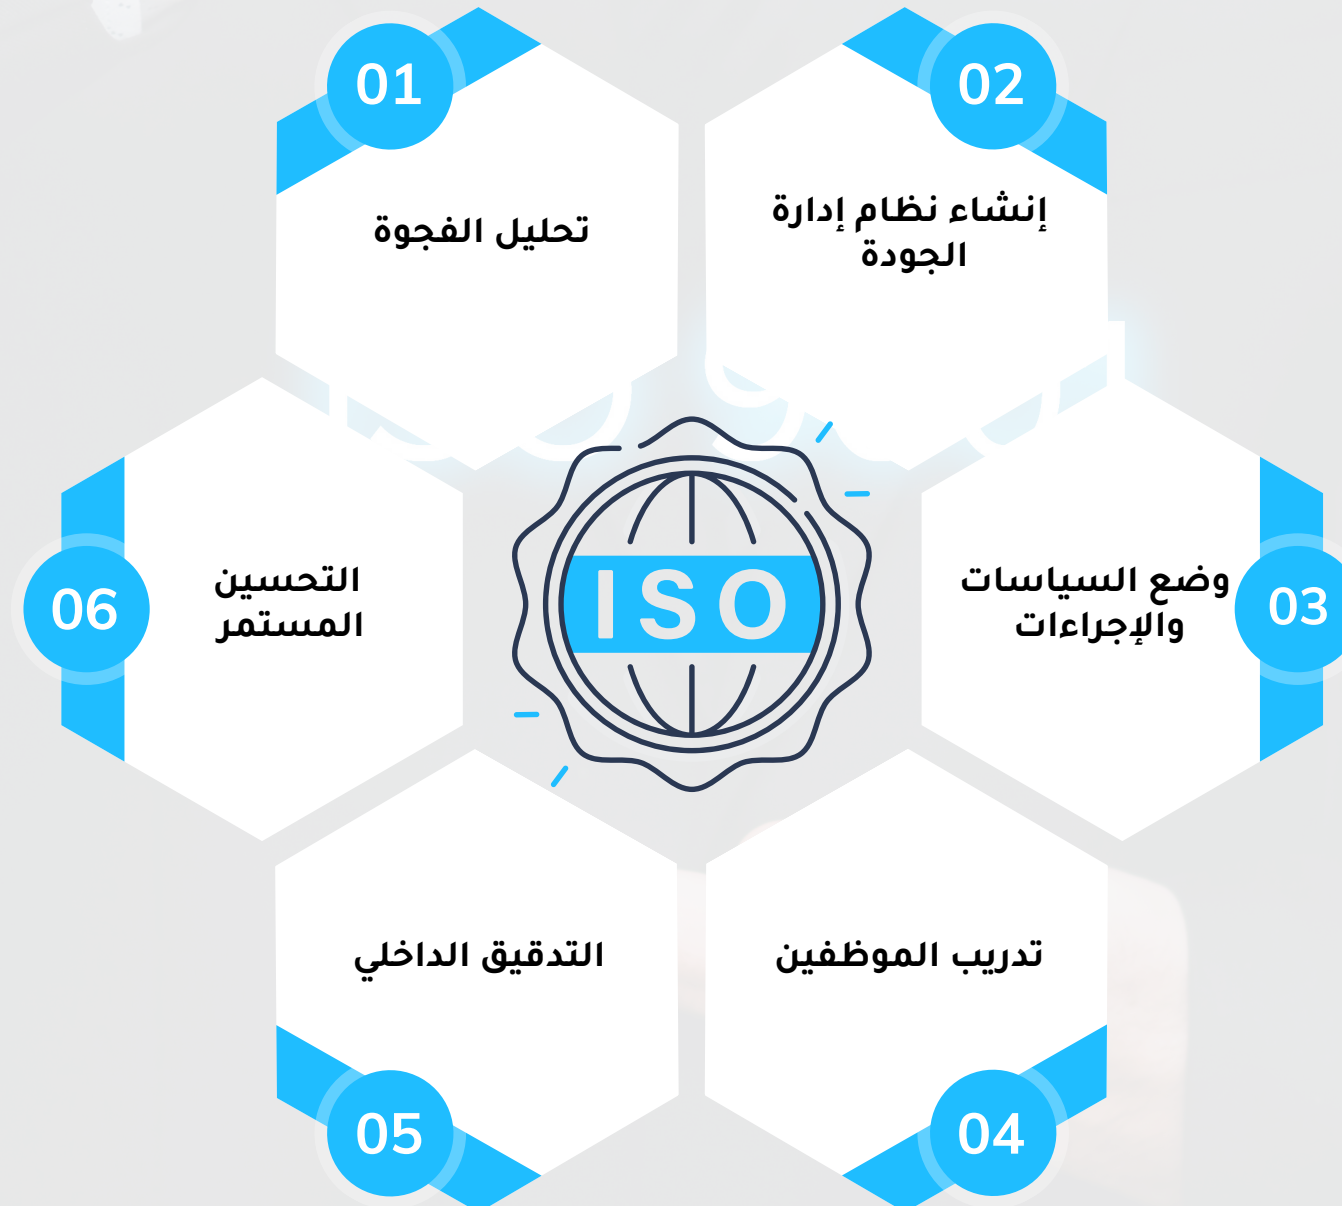 01
تحليل الفجوة
02
إنشاء نظام إدارة
الجودة
03
وضع السياسات
والإجراءات
04
تدريب الموظفين
05
التدقيق الداخلي
06
التحسين
المستمر
ISO